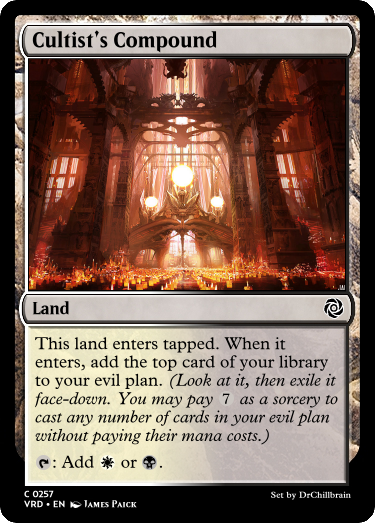 Cultist's Compound
Land
This land enters tapped. When it
enters, add the top card of your library
to your evil plan. (Look at it, then exile it
face-down. You may pay 7 as a sorcery to
cast any number of cards in your evil plan
without paying their mana costs.)
: Add or .
C 0257
VRD • EN James Paick
Set by DrChillbrain